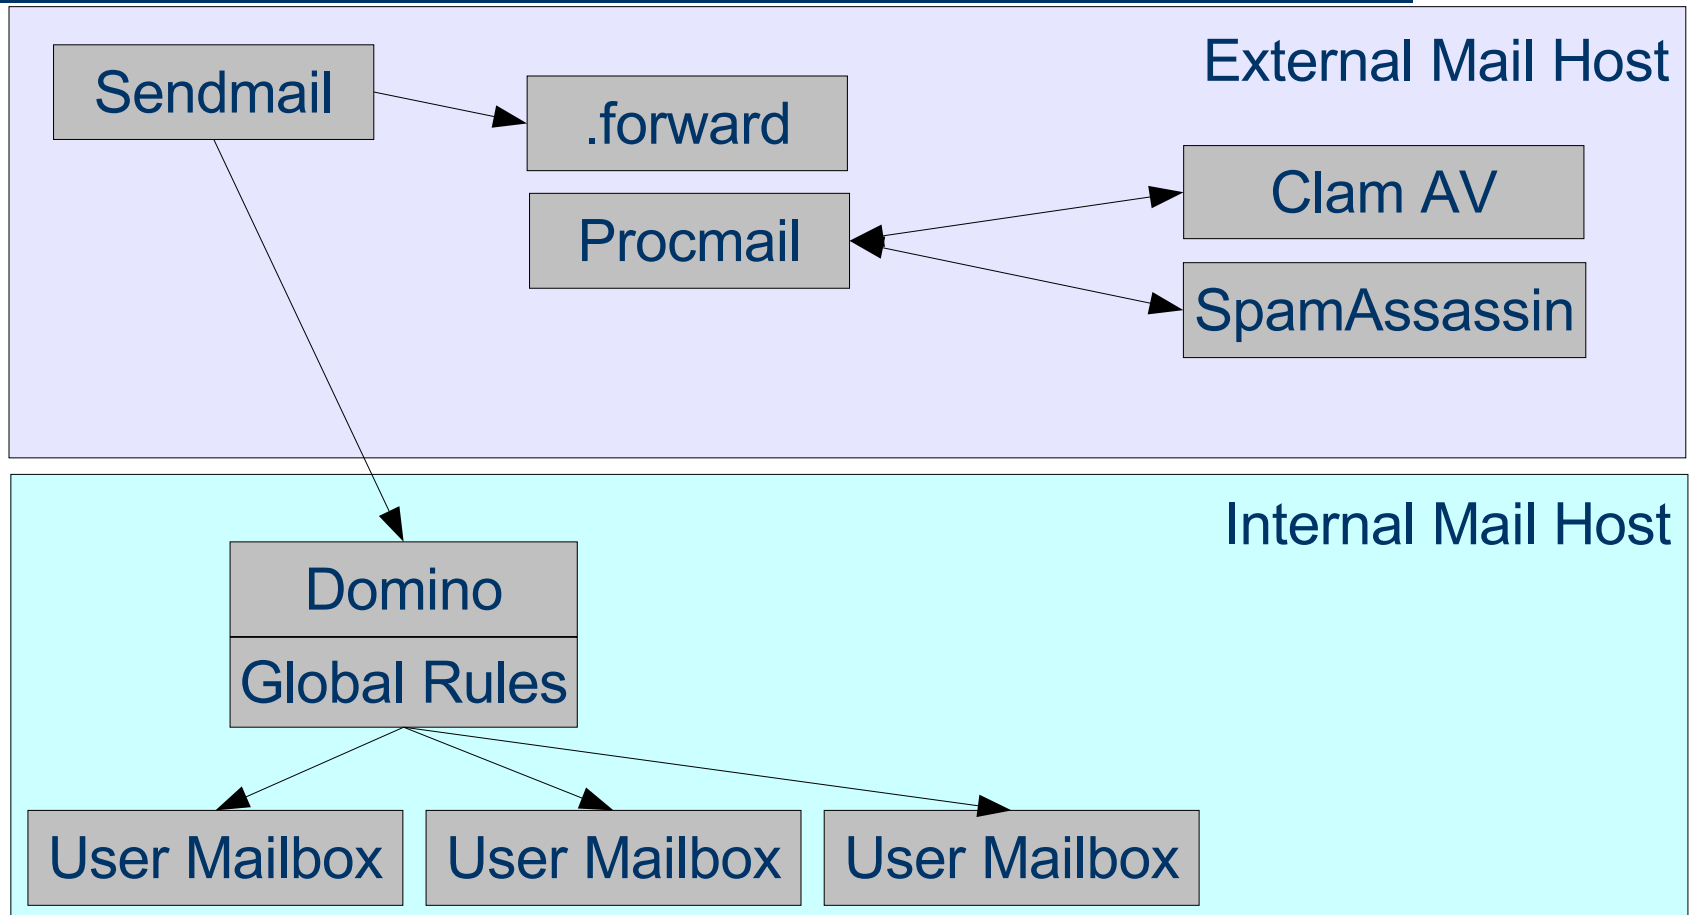 External Mail Host
Sendmail
.forward
Procmail
Clam AV
SpamAssassin
Internal Mail Host
Domino
Global Rules
User Mailbox
User Mailbox
User Mailbox